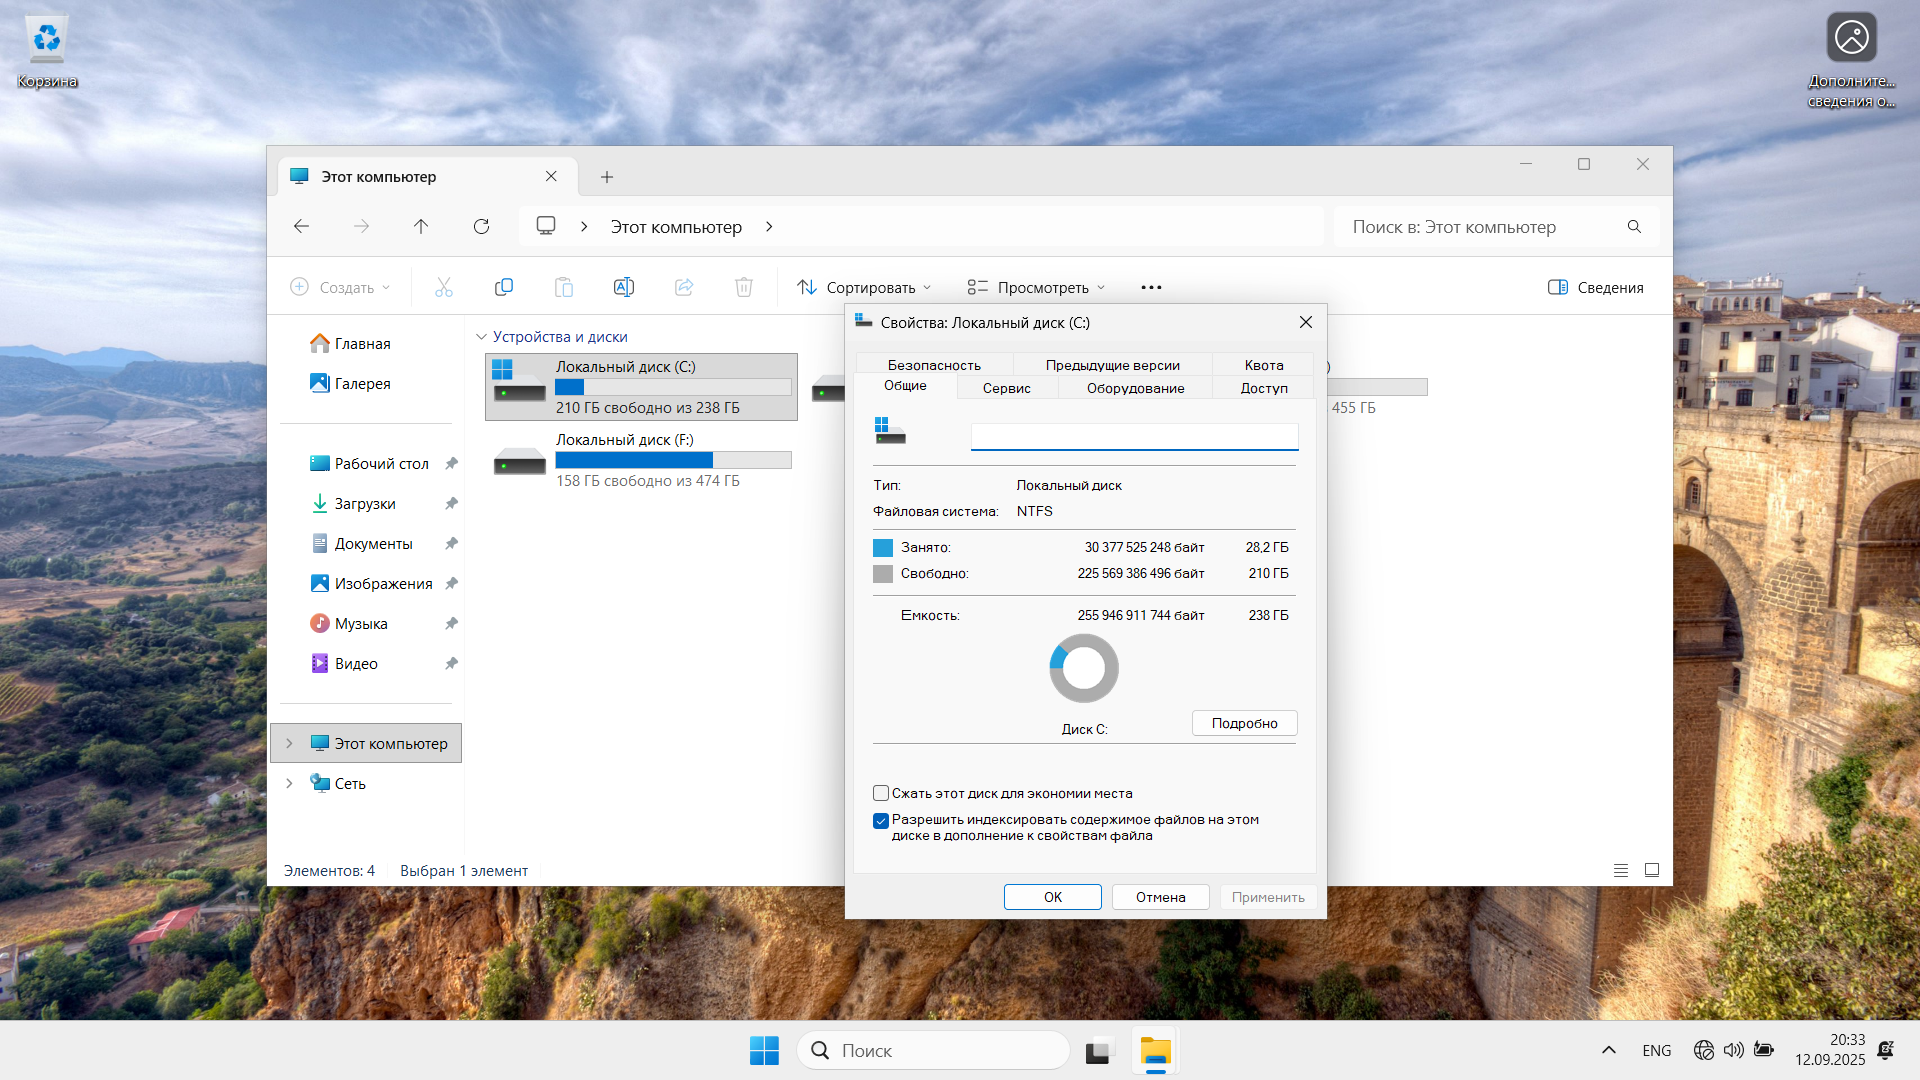 Корзина
Дополните...
сведения о...
Этот компьютер
Этот компьютер
Поиск в: Этот компьютер
Создать
Сортировать
Просмотреть
Сведения
Главная
Галерея
Рабочий стол
Загрузки
Документы
Изображения
Музыка
Видео
Этот компьютер
Сеть
Устройства и диски
Локальный диск (C:)
210 ГБ свободно из 238 ГБ
Локальный диск (F:)
158 ГБ свободно из 474 ГБ
)
455 ГБ
Свойства: Локальный диск (C:)
Безопасность
Предыдущие версии
Квота
Общие
Сервис
Оборудование
Доступ
Тип:
Локальный диск
Файловая система:
NTFS
Занято:
30 377 525 248 байт
28,2 ГБ
Свободно:
225 569 386 496 байт
210 ГБ
Емкость:
255 946 911 744 байт
238 ГБ
Диск C:
Подробно
Сжать этот диск для экономии места
Разрешить индексировать содержимое файлов на этом
диске в дополнение к свойствам файла
OK
Отмена
Применить
Элементов: 4
Выбран 1 элемент
Поиск
ENG
20:33
12.09.2025